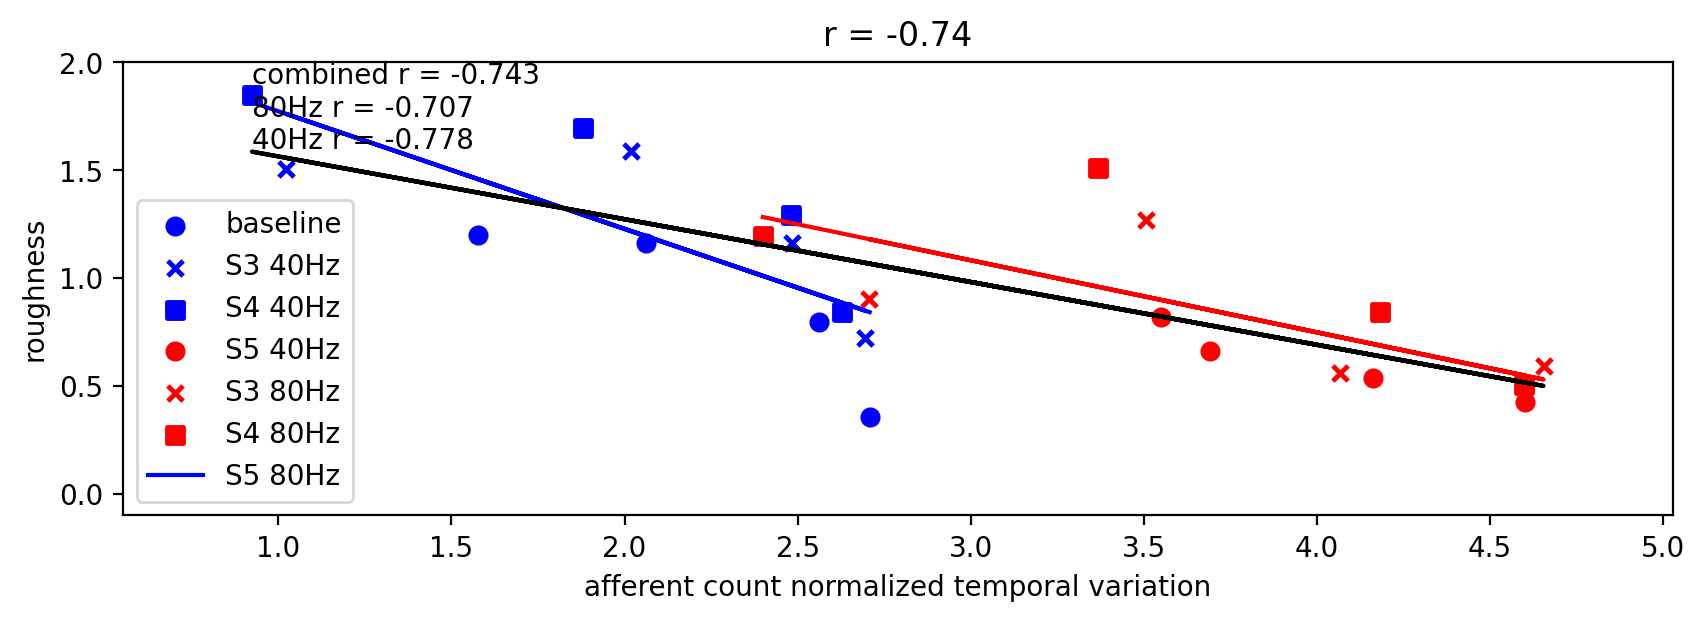 r = -0.74
combined r = -0.743
80Hz r = -0.707
40Hz r = -0.778
2.0
1.5
1.0
0.5
0.0
roughness
baseline
S3 40Hz
S4 40Hz
S5 40Hz
S3 80Hz
S4 80Hz
S5 80Hz
1.0 1.5 2.0 2.5 3.0 3.5 4.0 4.5 5.0
afferent count normalized temporal variation